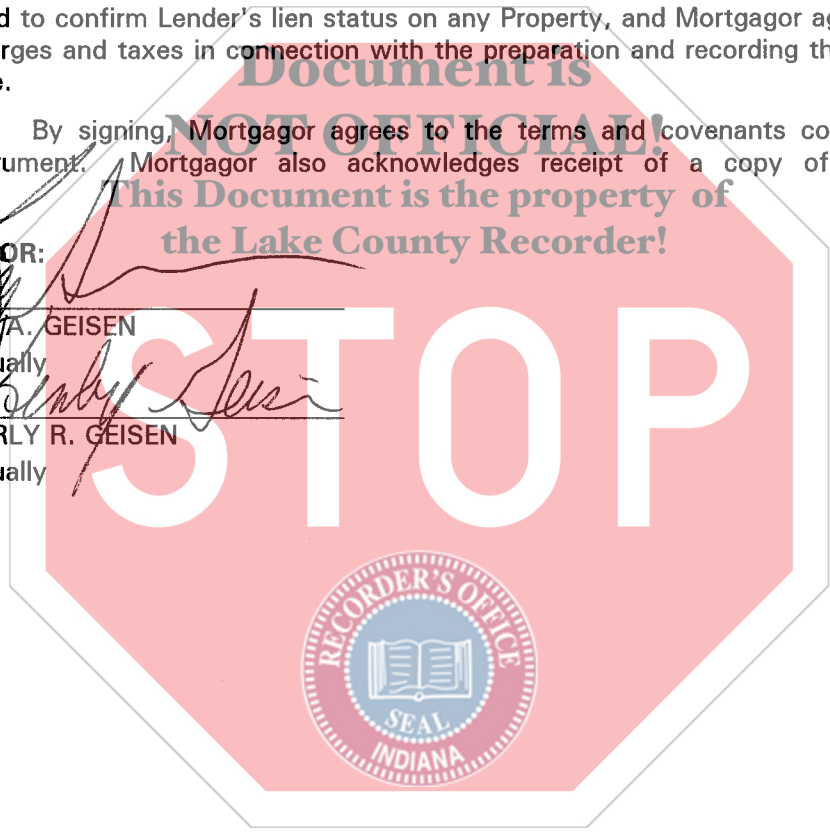 d to confirm Lender's lien status on any Property, and Mortgagor ag
rges and taxes in connection with the preparation and recording th
e.
Document is
By signing, Mortgagor agrees to the terms and covenants co
NOT OFFICIAL!
rument. Mortgagor also acknowledges receipt of a copy of
This Document is the property of
the Lake County Recorder!
OR:
A. GEISEN
ually
RLY R. GEISEN
ually
STOP
RECORDER'S OFFICE
SEAL
INDIANA